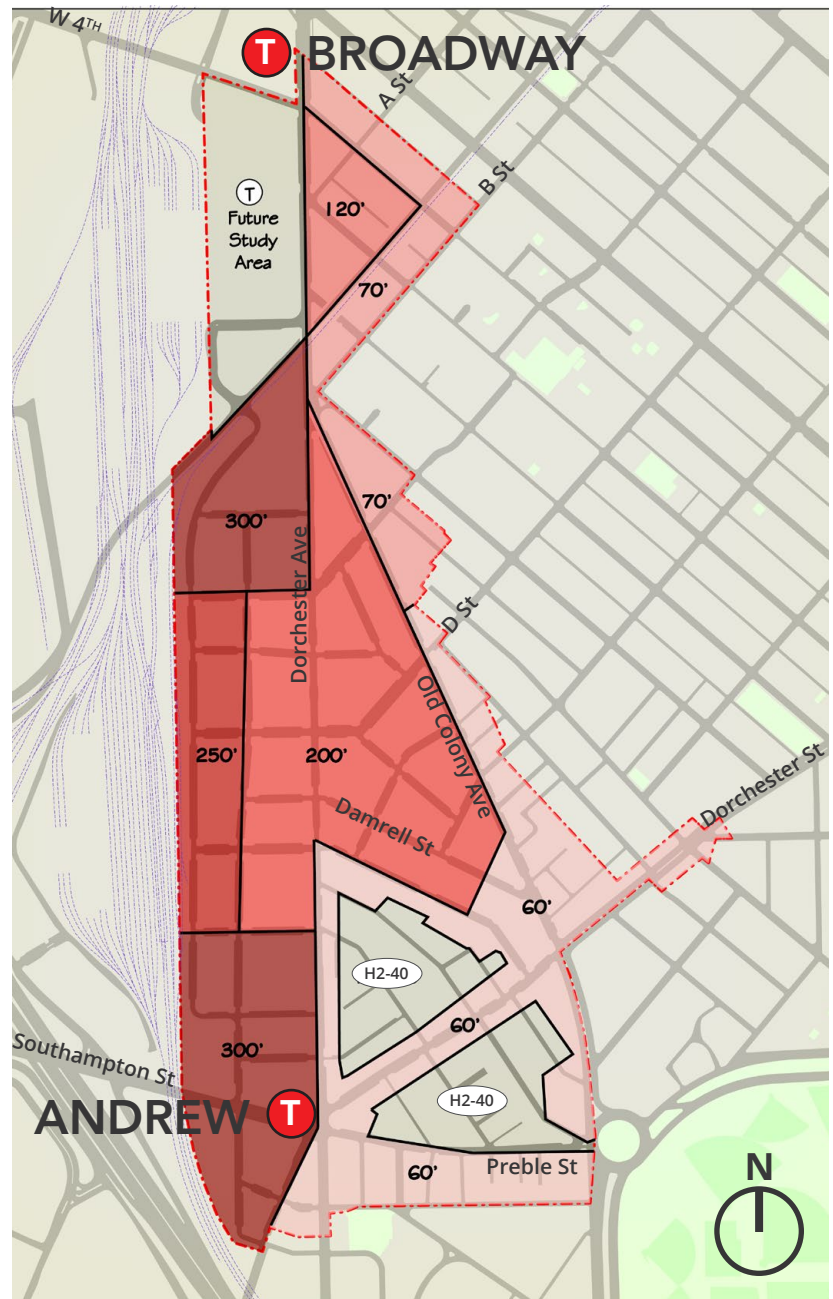 W 4TH
T BROADWAY
A St
B St
T
Future
Study
Area
120'
70'
300'
70'
Dorchester Ave
D St
Old Colony Ave
250'
200'
Damrell St
Dorchester St
60'
H2-40
60'
300'
Southampton St
H2-40
ANDREW T
Preble St
60'
N